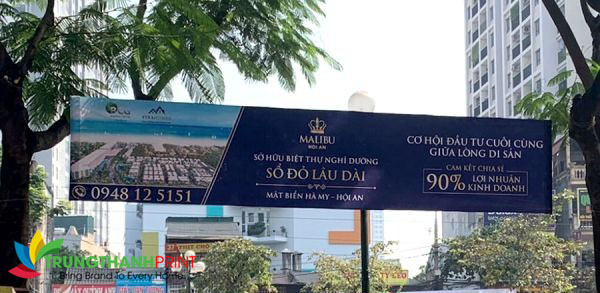 MALIBU
HỘI AN
SỞ HỮU BIỆT THỰ NGHỈ DƯỠNG
SỔ ĐỎ LÂU DÀI
MẶT BIỂN HÀ MY - HỘI AN
0948 12 5151
CƠ HỘI ĐẦU TƯ CUỐI CÙNG
GIỮA LÒNG DI SẢN
CAM KẾT CHIA SẺ
90% LỢI NHUẬN
KINH DOANH
TRUNGTHANHPRINT
Bring Brand To Every Home